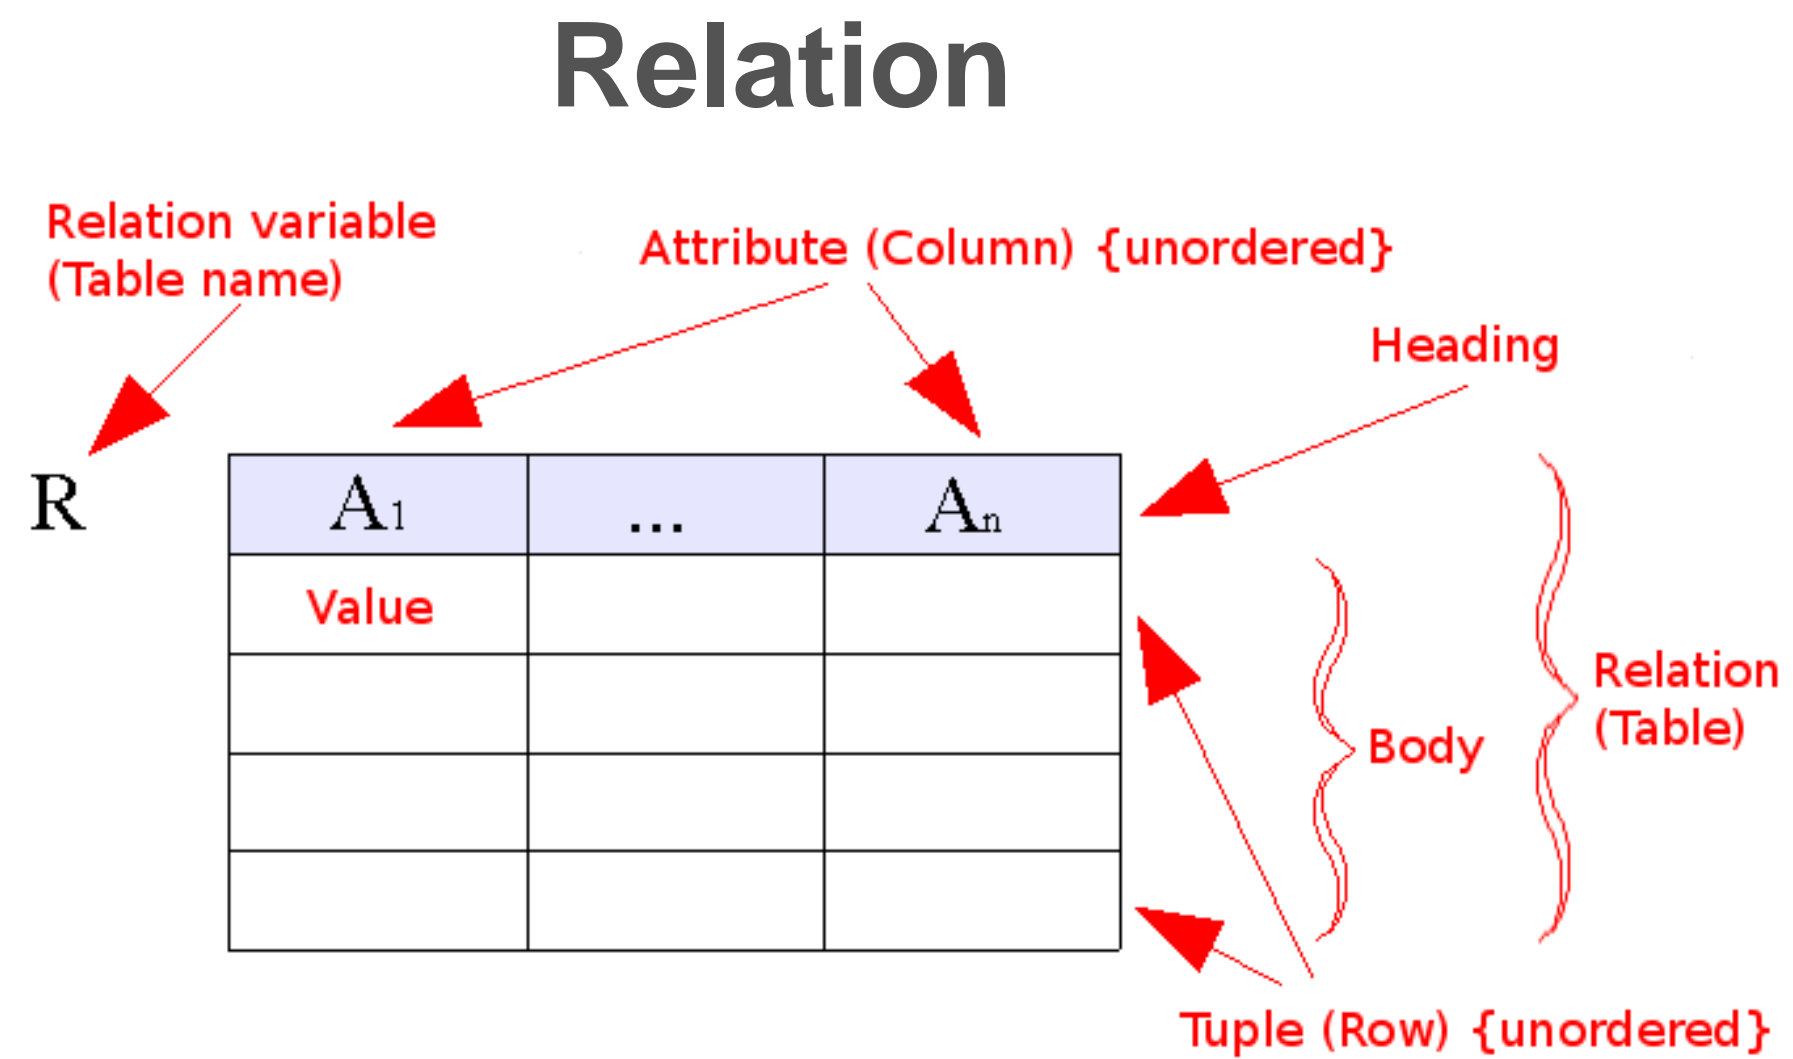 Relation
Relation variable
(Table name)
Attribute (Column) {unordered}
Heading
R
A1
...
An
Value
Relation
(Table)
Body
Tuple (Row) {unordered}